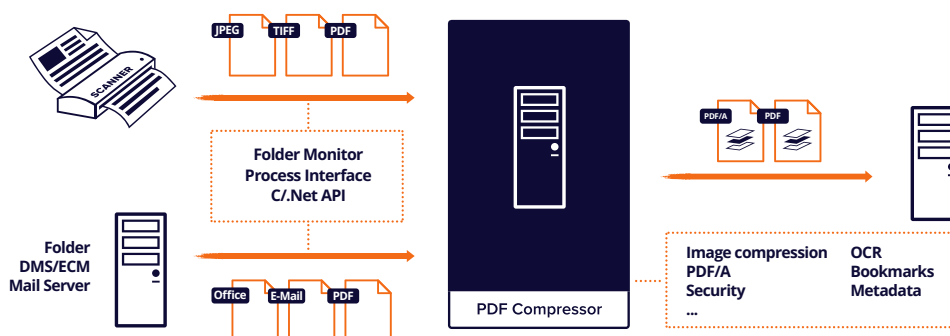 JPEG TIFF PDF
SCANNER
Folder Monitor
Process Interface
C/.Net API
Folder
DMS/ECM
Mail Server
Office E-Mail PDF
PDF Compressor
PDF/A PDF
Image compression
PDF/A
Security
...
OCR
Bookmarks
Metadata